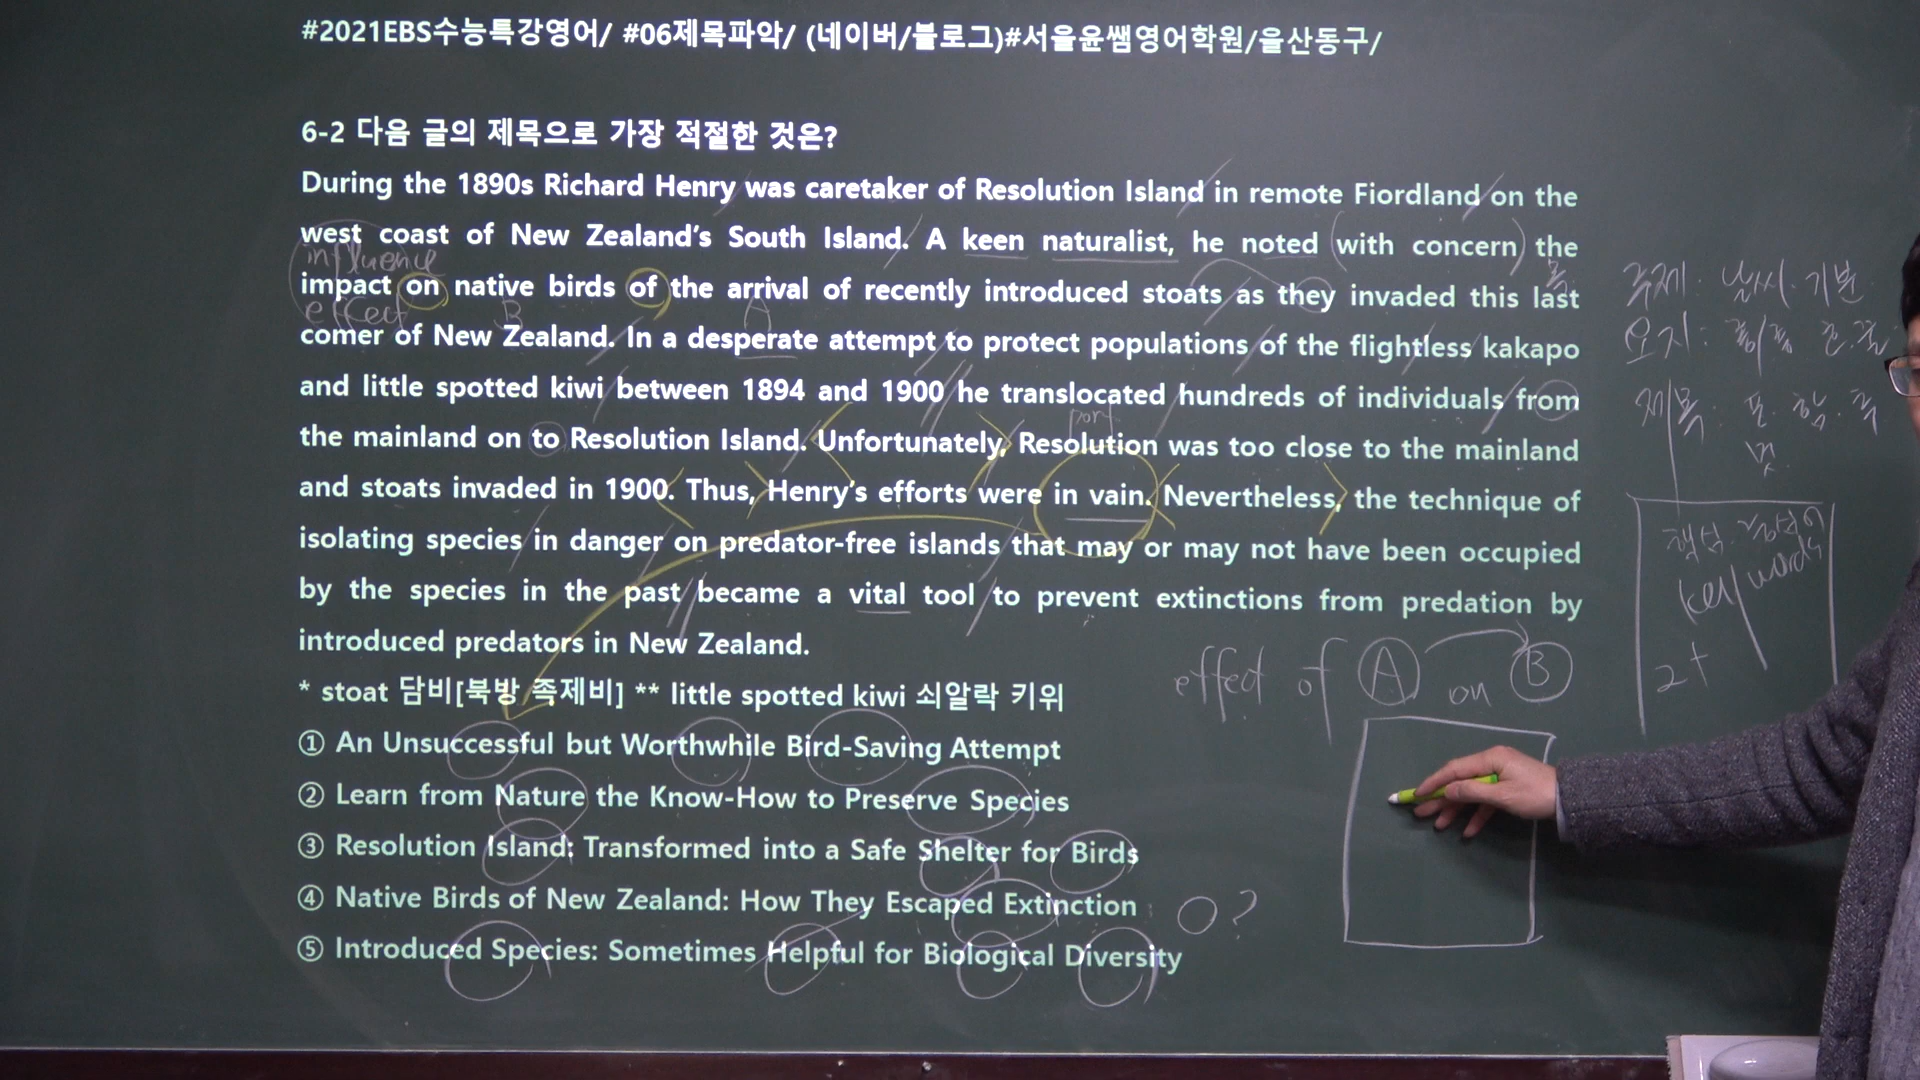 #2021EBS수능특강영어/ #06제목파악/ (네이버/블로그)#서울윤쌤영어학원/울산동구/
6-2 다음 글의 제목으로 가장 적절한 것은?
During the 1890s Richard Henry was caretaker of Resolution Island in remote Fiordland on the
west coast of New Zealand's South Island. A keen naturalist, he noted with concern the
influence
impact on native birds of the arrival of recently introduced stoats as they invaded this last
effect B A
comer of New Zealand. In a desperate attempt to protect populations of the flightless kakapo
and little spotted kiwi between 1894 and 1900 he translocated hundreds of individuals from
the mainland on to Resolution Island. Unfortunately, Resolution was too close to the mainland
and stoats invaded in 1900. Thus, Henry's efforts were in vain. Nevertheless, the technique of
isolating species in danger on predator-free islands that may or may not have been occupied
by the species in the past became a vital tool to prevent extinctions from predation by
introduced predators in New Zealand.
* stoat 담비[북방 족제비] ** little spotted kiwi 쇠알락 키위
① An Unsuccessful but Worthwhile Bird-Saving Attempt
② Learn from Nature the Know-How to Preserve Species
③ Resolution Island: Transformed into a Safe Shelter for Birds
④ Native Birds of New Zealand: How They Escaped Extinction
⑤ Introduced Species: Sometimes Helpful for Biological Diversity
○?
effect of A on B
주제. 날씨. 기분
요지:
제목:
key words
2+